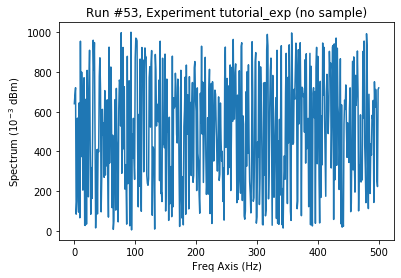 Run #53, Experiment tutorial_exp (no sample)
1000
800
600
400
200
0
Spectrum (10⁻³ dBm)
0 100 200 300 400 500
Freq Axis (Hz)